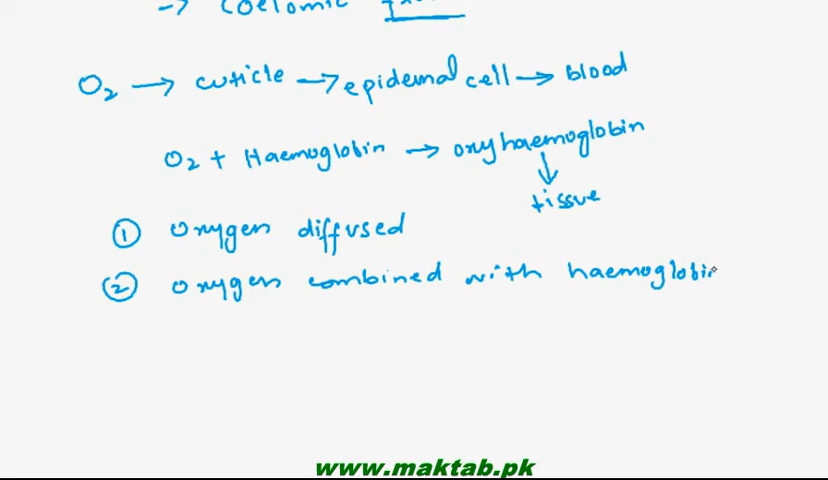 -> Coelomic
O2 -> cuticle -> epidemal cell -> blood
O2 + Haemoglobin -> oxyhaemoglobin
tissue
① Oxygen diffused
② Oxygen combined with haemoglobin
www.maktab.pk